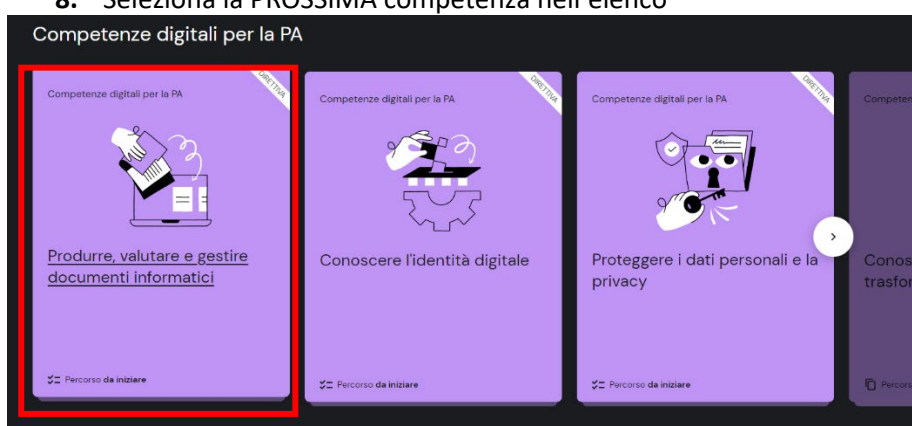 8. Seleziona la PROSSIMA competenza nell'elenco
Competenze digitali per la PA
Competenze digitali per la PA
DIRETTIVA
Produrre, valutare e gestire
documenti informatici
Percorso da iniziare
Competenze digitali per la PA
DIRETTIVA
Conoscere l'identità digitale
Percorso da iniziare
Competenze digitali per la PA
DIRETTIVA
Proteggere i dati personali e la
privacy
Percorso da iniziare